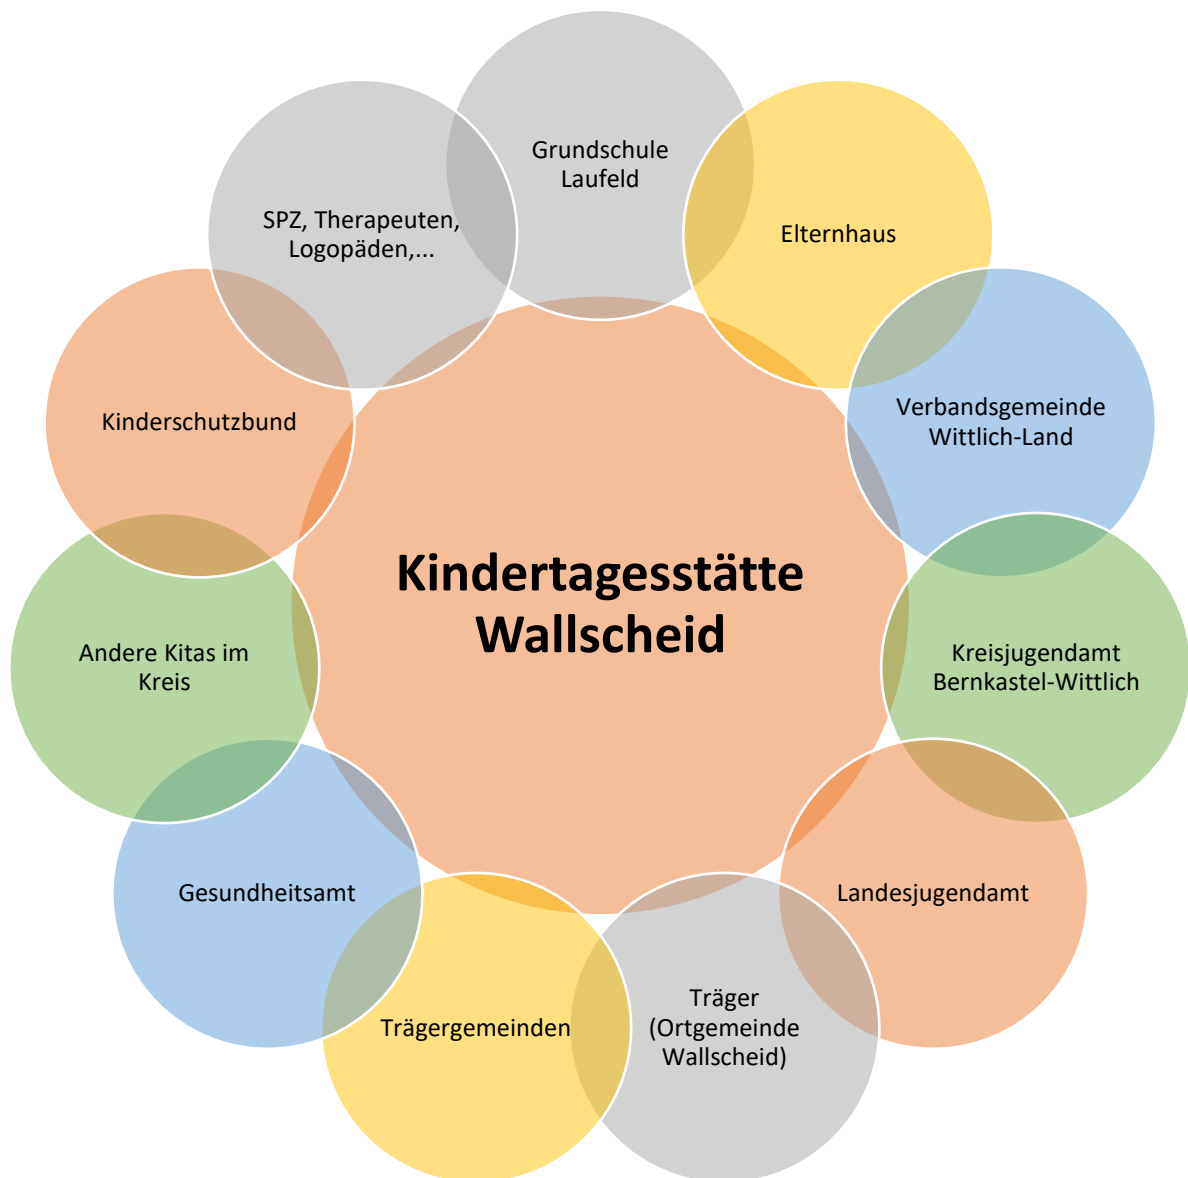 Grundschule
Laufeld
Elternhaus
Verbandsgemeinde
Wittlich-Land
Kreisjugendamt
Bernkastel-Wittlich
Landesjugendamt
Träger
(Ortgemeinde
Wallscheid)
Trägergemeinden
Gesundheitsamt
Andere Kitas im
Kreis
Kinderschutzbund
SPZ, Therapeuten,
Logopäden,...
Kindertagesstätte
Wallscheid